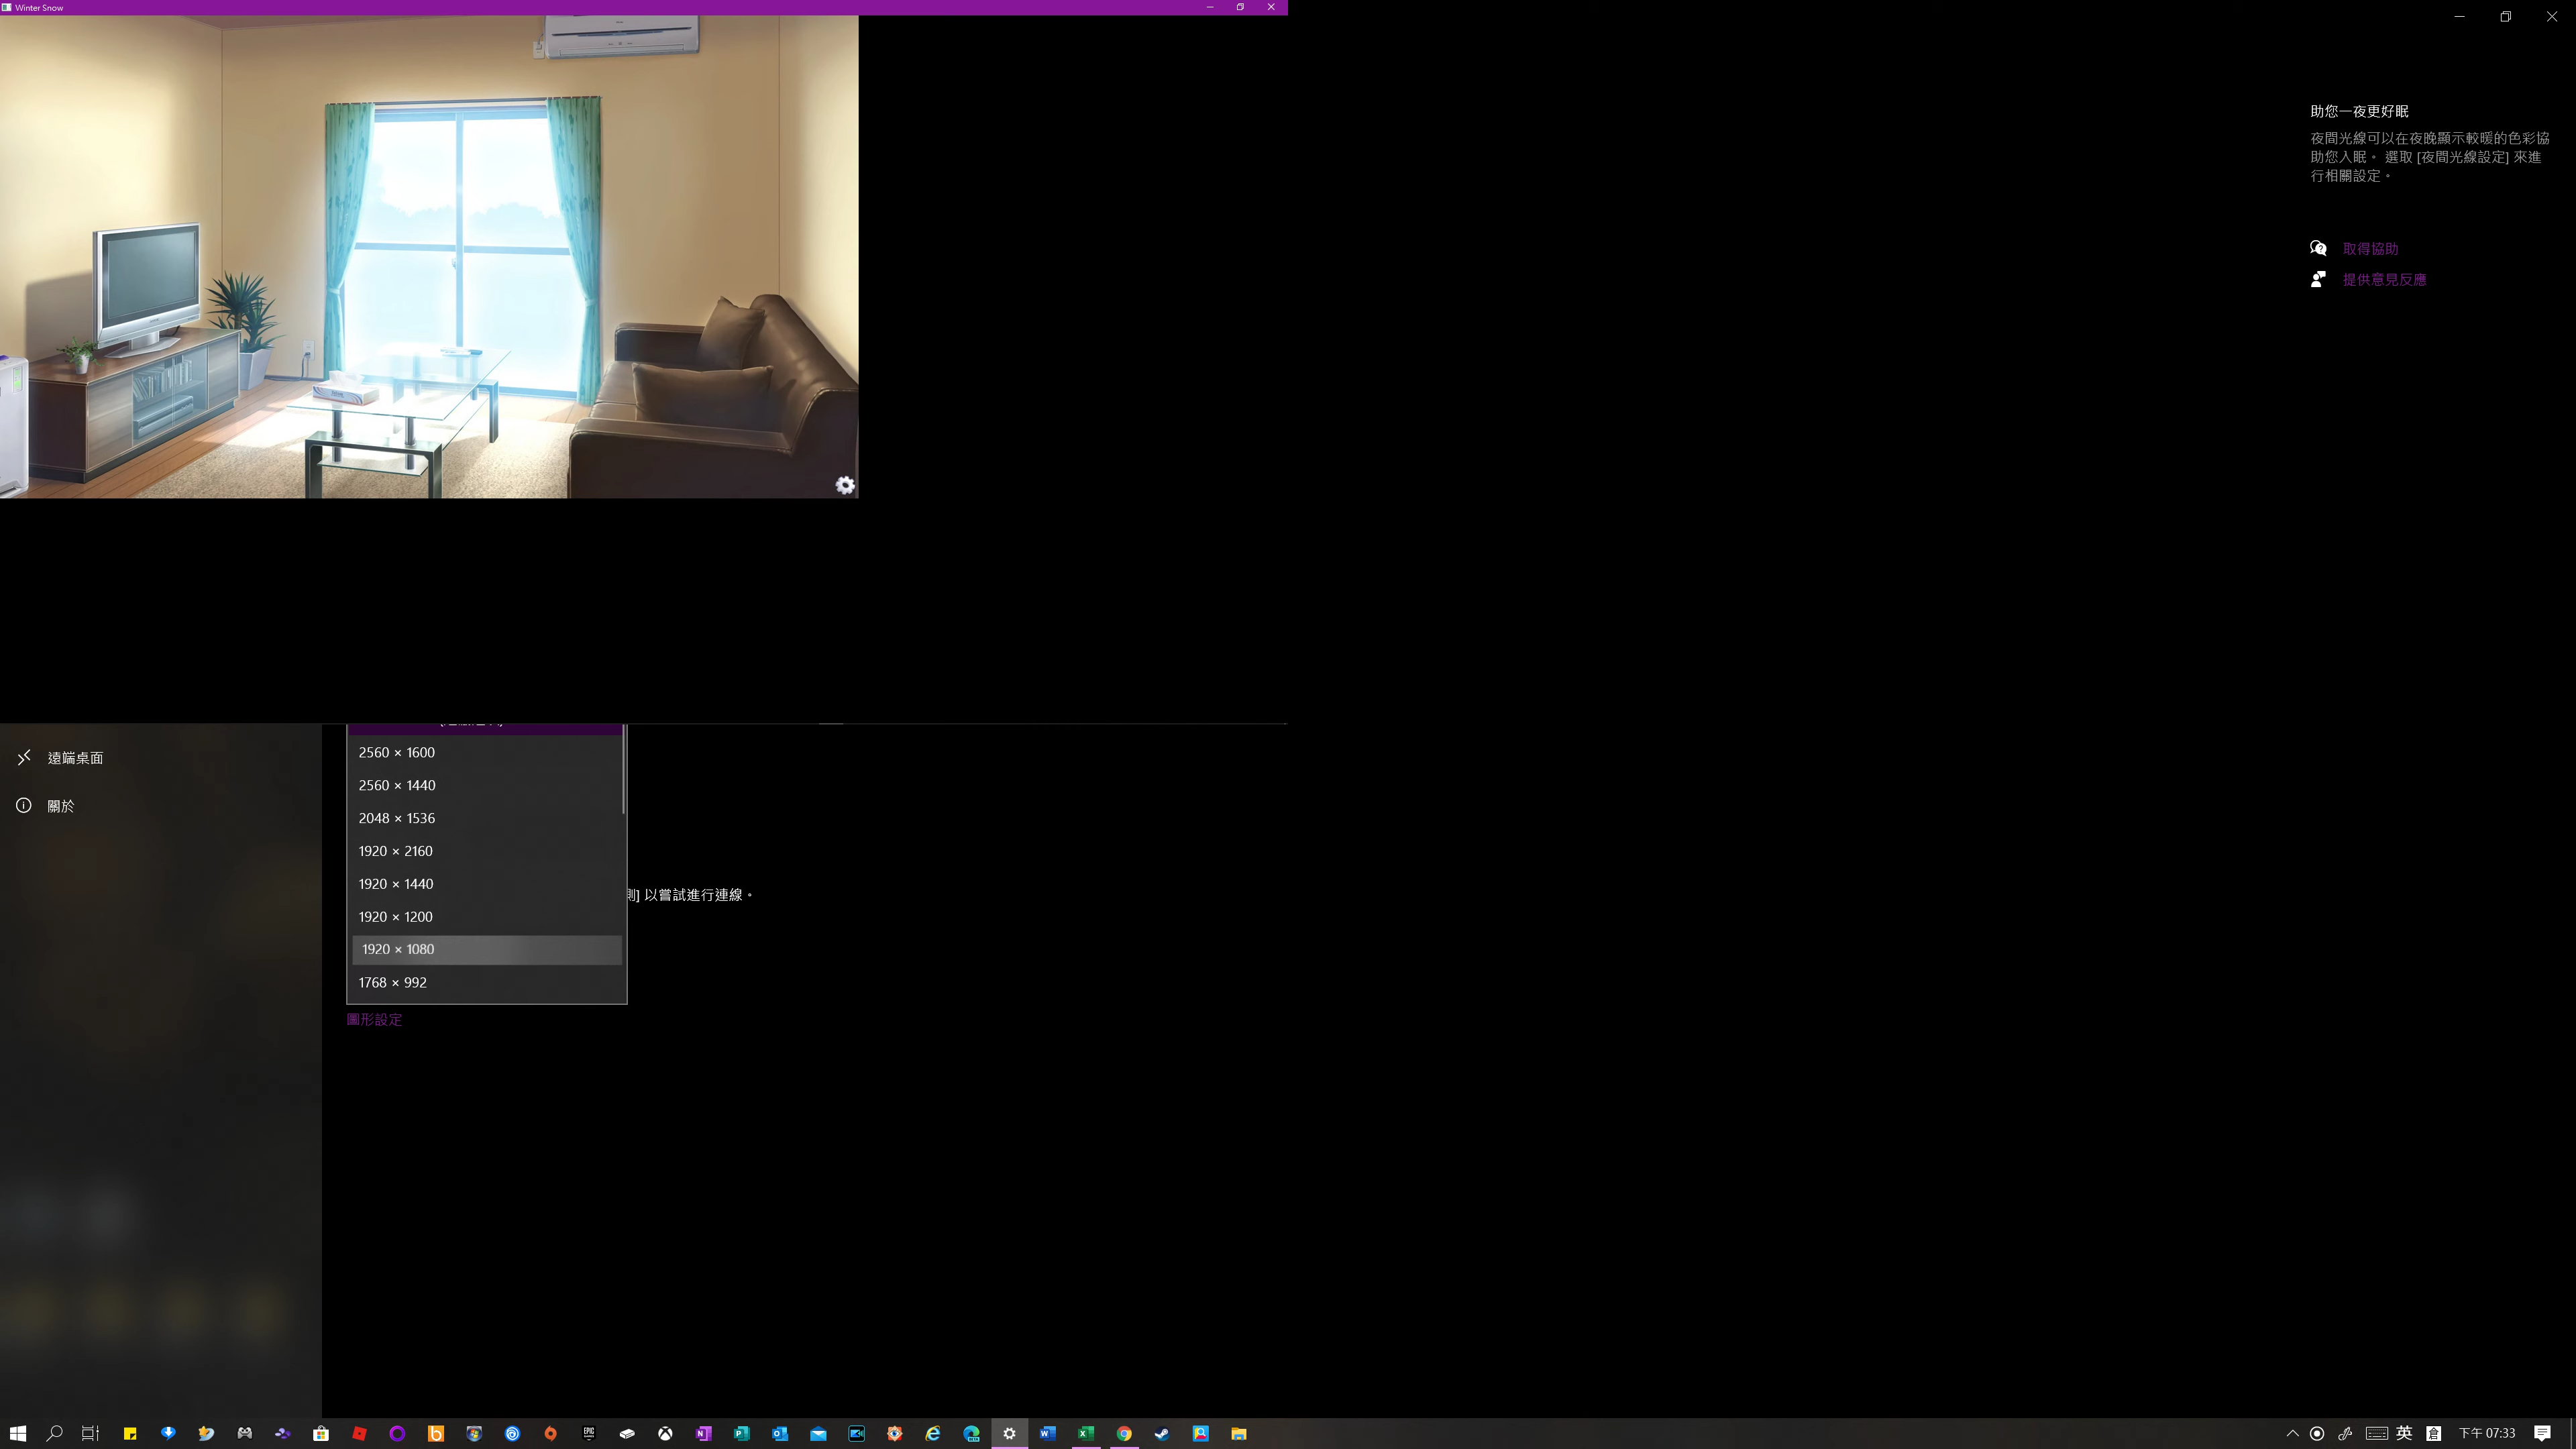 Winter Snow
助您一夜更好眠
夜間光線可以在夜晚顯示較暖的色彩協
助您入眠。 選取 [夜間光線設定] 來進
行相關設定。
取得協助
提供意見反應
遠端桌面
關於
2560 × 1600
2560 × 1440
2048 × 1536
1920 × 2160
1920 × 1440
1920 × 1200
1920 × 1080
1768 × 992
] 以嘗試進行連線。
圖形設定
英
倉
下午 07:33